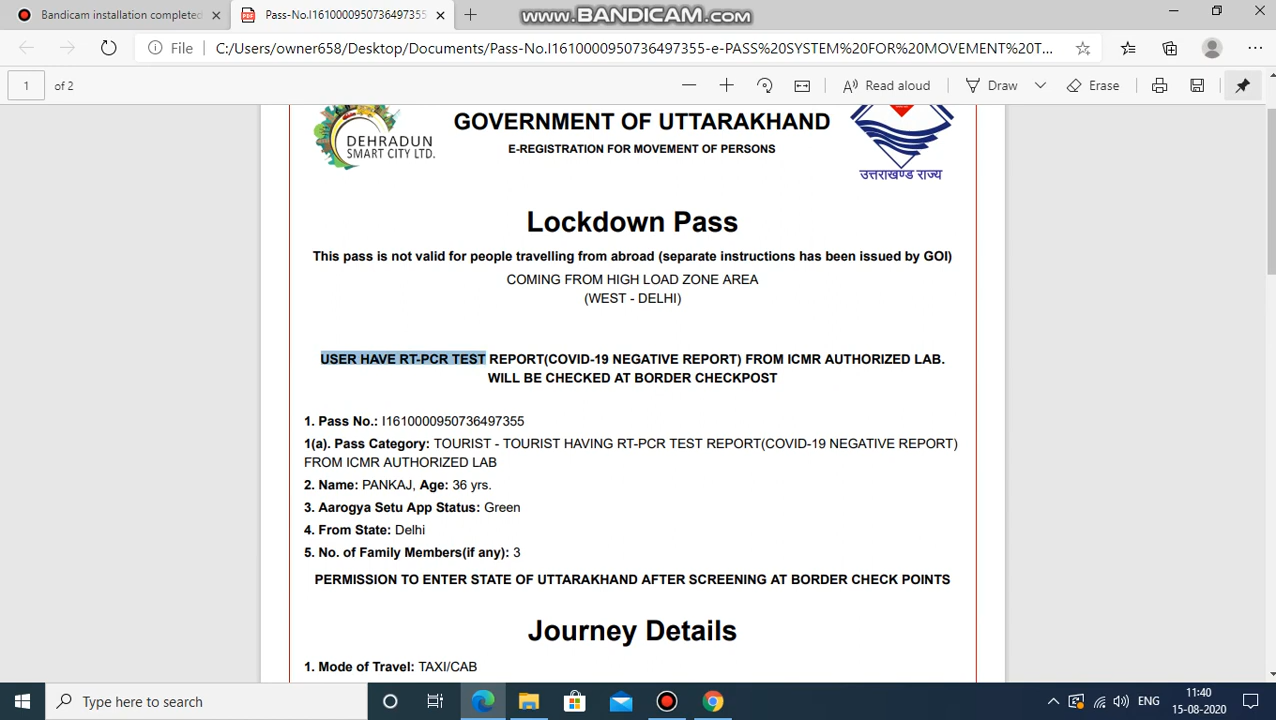 www.BANDICAM.com
Bandicam installation completed
Pass-No.I1610000950736497355
File C:/Users/owner658/Desktop/Documents/Pass-No.I1610000950736497355-e-PASS%20SYSTEM%20FOR%20MOVEMENT%20T...
1 of 2
Read aloud Draw Erase
DEHRADUN
SMART CITY LTD.
GOVERNMENT OF UTTARAKHAND
E-REGISTRATION FOR MOVEMENT OF PERSONS
उत्तराखण्ड राज्य
Lockdown Pass
This pass is not valid for people travelling from abroad (separate instructions has been issued by GOI)
COMING FROM HIGH LOAD ZONE AREA
(WEST - DELHI)
USER HAVE RT-PCR TEST REPORT(COVID-19 NEGATIVE REPORT) FROM ICMR AUTHORIZED LAB.
WILL BE CHECKED AT BORDER CHECKPOST
1. Pass No.: I1610000950736497355
1(a). Pass Category: TOURIST - TOURIST HAVING RT-PCR TEST REPORT(COVID-19 NEGATIVE REPORT)
FROM ICMR AUTHORIZED LAB
2. Name: PANKAJ, Age: 36 yrs.
3. Aarogya Setu App Status: Green
4. From State: Delhi
5. No. of Family Members(if any): 3
PERMISSION TO ENTER STATE OF UTTARAKHAND AFTER SCREENING AT BORDER CHECK POINTS
Journey Details
1. Mode of Travel: TAXI/CAB
Type here to search
ENG
11:40
15-08-2020